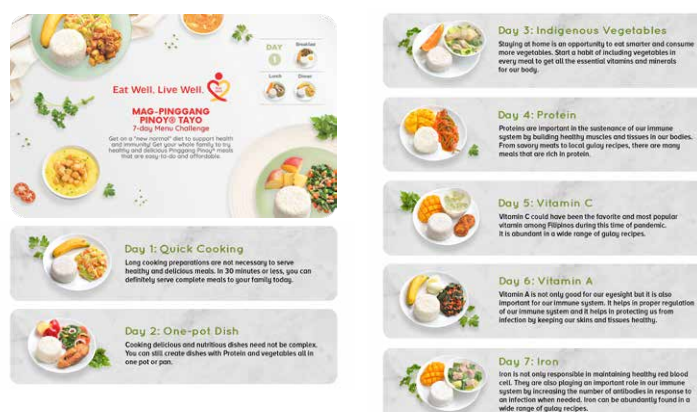 DAY
1
Breakfast
Lunch
Dinner
Eat Well. Live Well.
MAG-PINGGANG
PINOY® TAYO
7-day Menu Challenge
Get on a "new normal" diet to support health
and immunity! Get your whole family to try
healthy and delicious Pinggang Pinoy® meals
that are easy-to-do and affordable.
Day 1: Quick Cooking
Long cooking preparations are not necessary to serve
healthy and delicious meals. In 30 minutes or less, you can
definitely serve complete meals to your family today.
Day 2: One-pot Dish
Cooking delicious and nutritious dishes need not be complex.
You can still create dishes with Protein and vegetables all in
one pot or pan.
Day 3: Indigenous Vegetables
Staying at home is an opportunity to eat smarter and consume
more vegetables. Start a habit of including vegetables in
every meal to get all the essential vitamins and minerals
for our body.
Day 4: Protein
Proteins are important in the sustenance of our immune
system by building healthy muscles and tissues in our bodies.
From savory meats to local gulay recipes, there are many
meals that are rich in protein.
Day 5: Vitamin C
Vitamin C could have been the favorite and most popular
vitamin among Filipinos during this time of pandemic.
It is abundant in a wide range of gulay recipes.
Day 6: Vitamin A
Vitamin A is not only good for our eyesight but it is also
important for our immune system. It helps in proper regulation
of our immune system and it helps in protecting us from
infection by keeping our skins and tissues healthy.
Day 7: Iron
Iron is not only responsible in maintaining healthy red blood
cell. They are also playing an important role in our immune
system by increasing the number of antibodies in response to
an infection when needed. Iron can be abundantly found in a
wide range of gulay recipes.